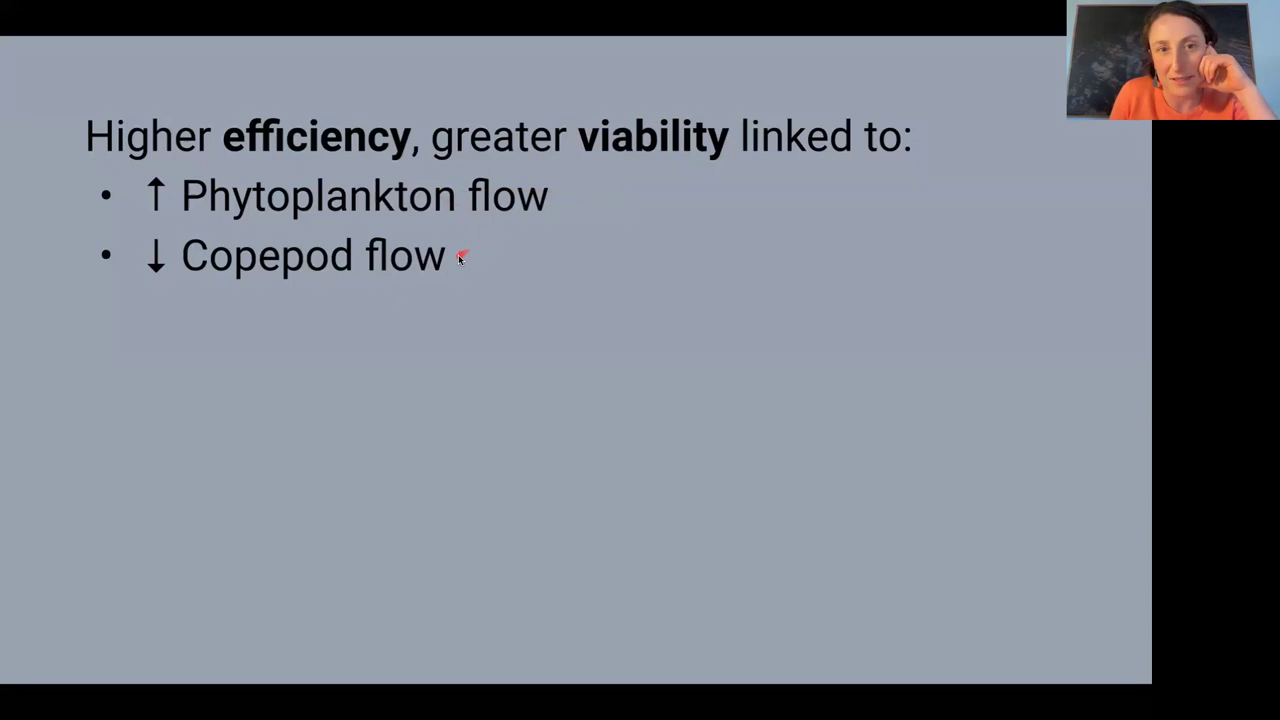 Higher efficiency, greater viability linked to:
• ↑ Phytoplankton flow
• ↓ Copepod flow